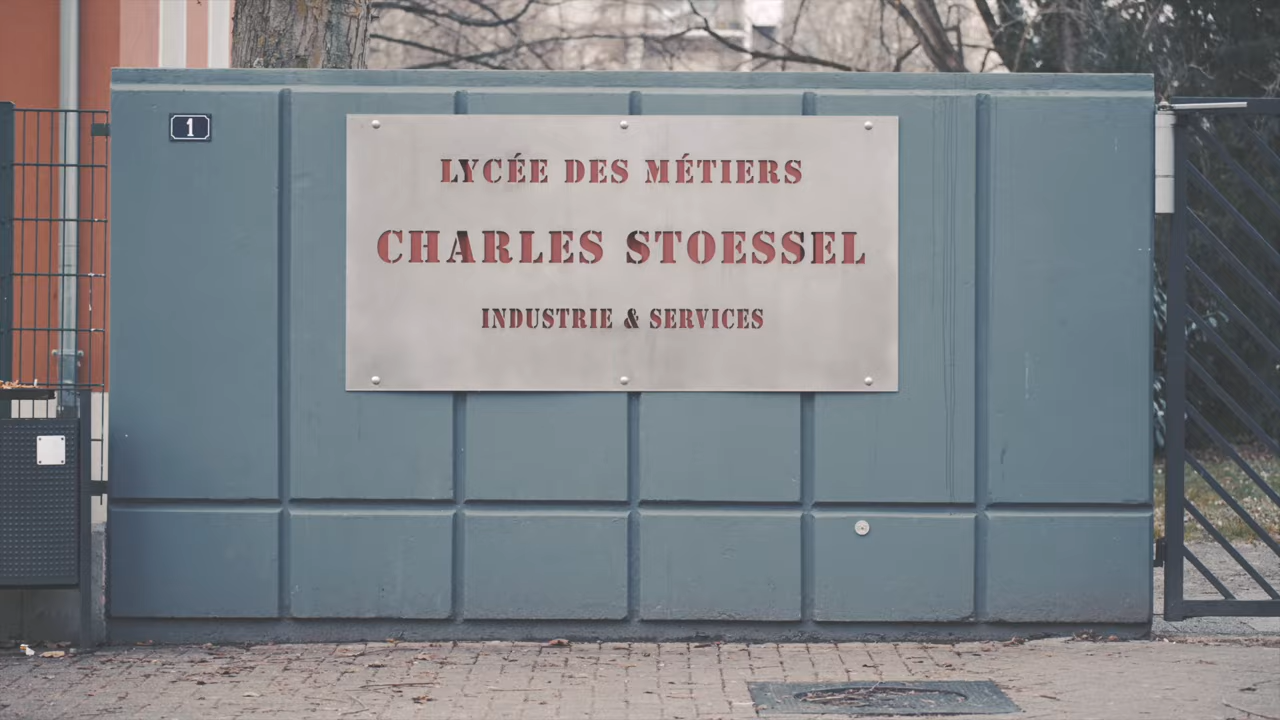 1
LYCÉE DES MÉTIERS
CHARLES STOESSEL
INDUSTRIE & SERVICES